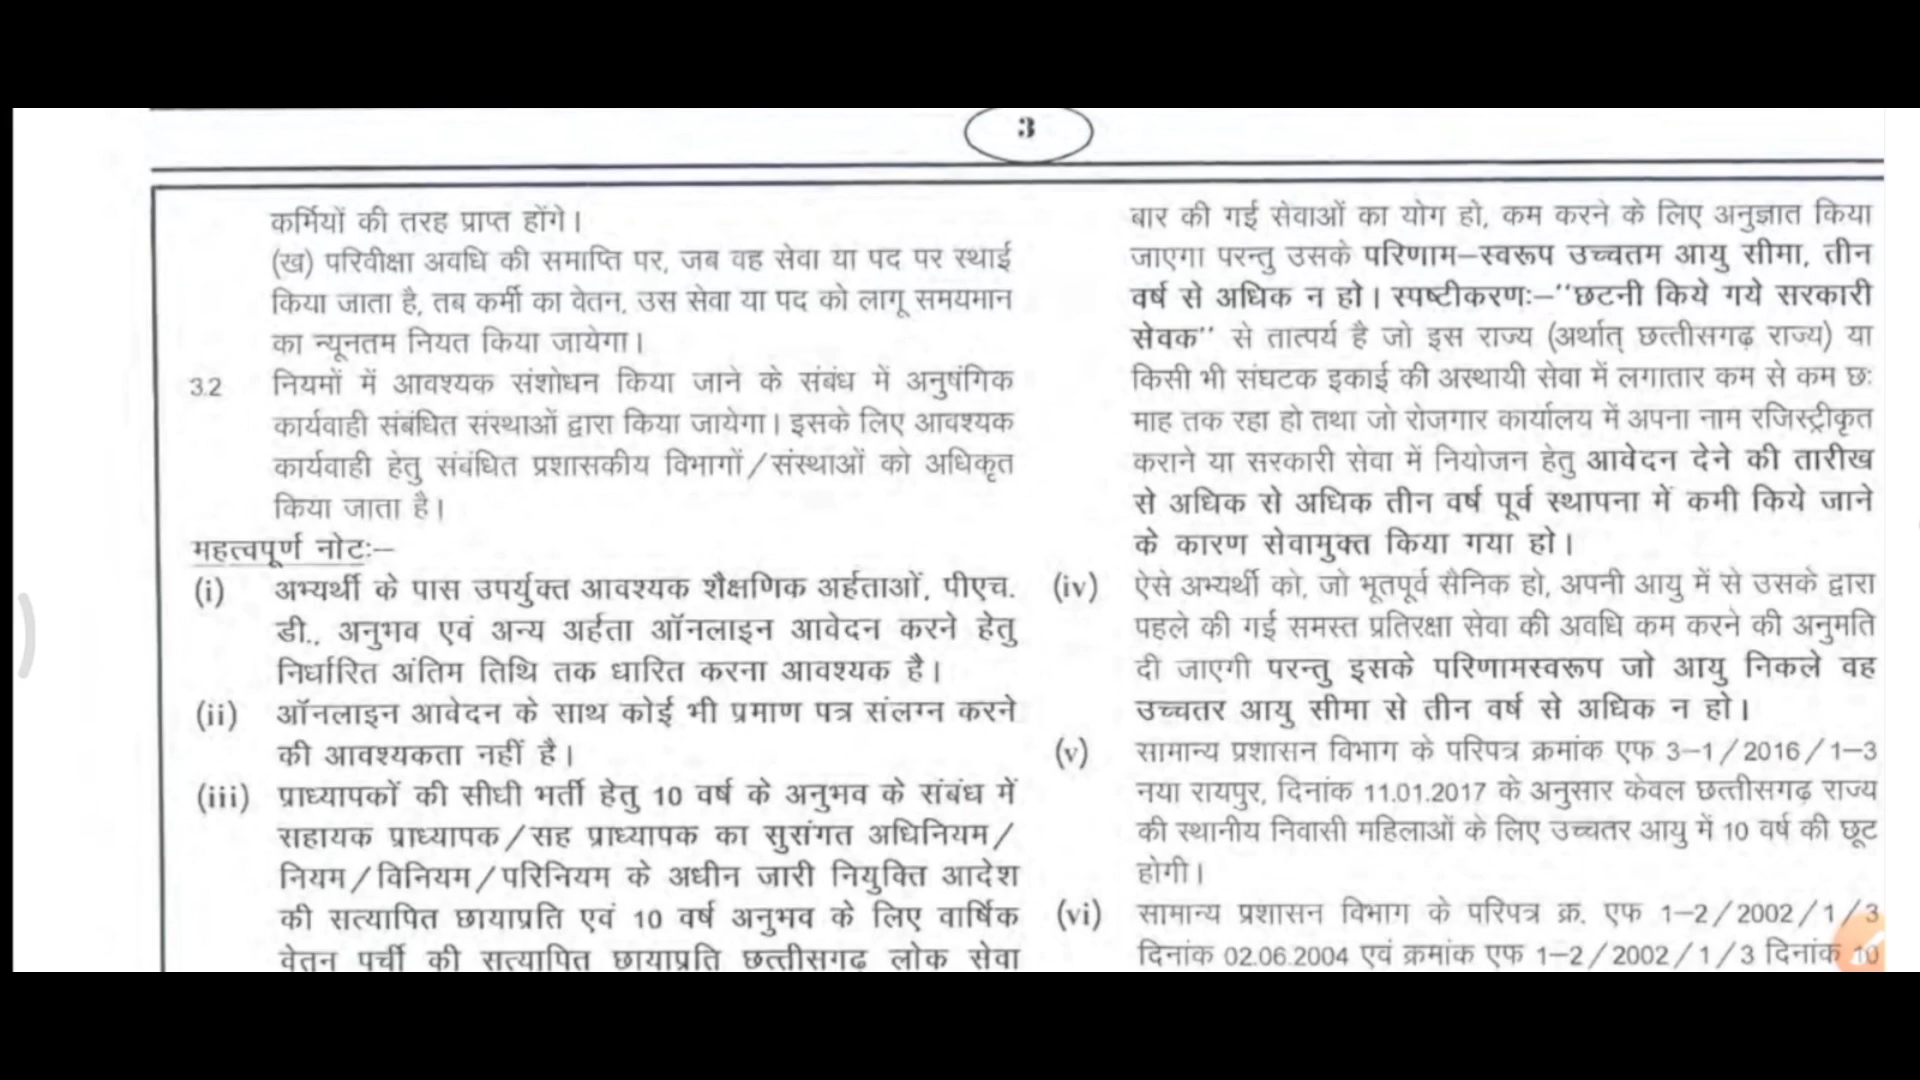 3
कर्मियों की तरह प्राप्त होंगे।
(ख) परिवीक्षा अवधि की समाप्ति पर, जब वह सेवा या पद पर स्थाई
किया जाता है, तब कर्मी का वेतन, उस सेवा या पद को लागू समयमान
का न्यूनतम नियत किया जायेगा।
3.2 नियमों में आवश्यक संशोधन किया जाने के संबंध में अनुषंगिक
कार्यवाही संबंधित संस्थाओं द्वारा किया जायेगा। इसके लिए आवश्यक
कार्यवाही हेतु संबंधित प्रशासकीय विभागों/संस्थाओं को अधिकृत
किया जाता है।
महत्वपूर्ण नोटः–
(i) अभ्यर्थी के पास उपर्युक्त आवश्यक शैक्षणिक अर्हताओं, पीएच.
डी., अनुभव एवं अन्य अर्हता ऑनलाइन आवेदन करने हेतु
निर्धारित अंतिम तिथि तक धारित करना आवश्यक है।
(ii) ऑनलाइन आवेदन के साथ कोई भी प्रमाण पत्र संलग्न करने
की आवश्यकता नहीं है।
(iii) प्राध्यापकों की सीधी भर्ती हेतु 10 वर्ष के अनुभव के संबंध में
सहायक प्राध्यापक/सह प्राध्यापक का सुसंगत अधिनियम/
नियम/विनियम/परिनियम के अधीन जारी नियुक्ति आदेश
की सत्यापित छायाप्रति एवं 10 वर्ष अनुभव के लिए वार्षिक
वेतन पर्ची की सत्यापित छायाप्रति छत्तीसगढ़ लोक सेवा
बार की गई सेवाओं का योग हो, कम करने के लिए अनुज्ञात किया
जाएगा परन्तु उसके परिणाम–स्वरूप उच्चतम आयु सीमा, तीन
वर्ष से अधिक न हो। स्पष्टीकरणः–"छटनी किये गये सरकारी
सेवक" से तात्पर्य है जो इस राज्य (अर्थात् छत्तीसगढ़ राज्य) या
किसी भी संघटक इकाई की अस्थायी सेवा में लगातार कम से कम छः
माह तक रहा हो तथा जो रोजगार कार्यालय में अपना नाम रजिस्ट्रीकृत
कराने या सरकारी सेवा में नियोजन हेतु आवेदन देने की तारीख
से अधिक से अधिक तीन वर्ष पूर्व स्थापना में कमी किये जाने
के कारण सेवामुक्त किया गया हो।
(iv) ऐसे अभ्यर्थी को, जो भूतपूर्व सैनिक हो, अपनी आयु में से उसके द्वारा
पहले की गई समस्त प्रतिरक्षा सेवा की अवधि कम करने की अनुमति
दी जाएगी परन्तु इसके परिणामस्वरूप जो आयु निकले वह
उच्चतर आयु सीमा से तीन वर्ष से अधिक न हो।
(v) सामान्य प्रशासन विभाग के परिपत्र क्रमांक एफ 3–1/2016/1–3
नया रायपुर, दिनांक 11.01.2017 के अनुसार केवल छत्तीसगढ़ राज्य
की स्थानीय निवासी महिलाओं के लिए उच्चतर आयु में 10 वर्ष की छूट
होगी।
(vi) सामान्य प्रशासन विभाग के परिपत्र क्र. एफ 1–2/2002/1/3
दिनांक 02.06.2004 एवं क्रमांक एफ 1–2/2002/1/3 दिनांक 10